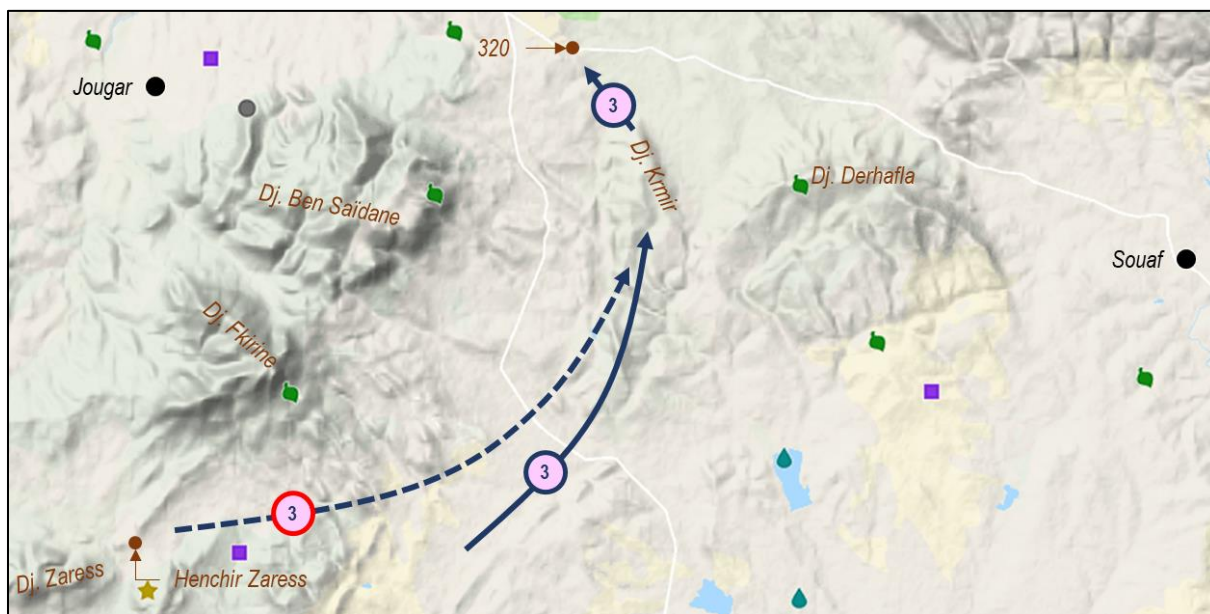 320
Jougar
3
Dj. Krmir
Dj. Derhafla
Dj. Ben Saïdane
Souaf
Dj. Fkirine
3
3
Dj. Zaress
Henchir Zaress